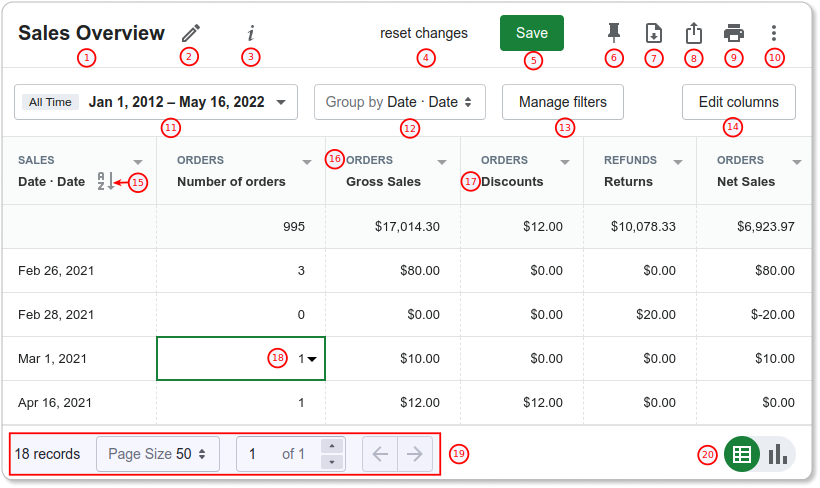 Sales Overview
reset changes
Save
1
2
3
4
5
6
7
8
9
10
All Time Jan 1, 2012 – May 16, 2022
Group by Date · Date
Manage filters
Edit columns
11
12
13
14
SALES
ORDERS
16 ORDERS
ORDERS
REFUNDS
ORDERS
Date · Date A Z 15
Number of orders
Gross Sales
17 Discounts
Returns
Net Sales
995 $17,014.30 $12.00 $10,078.33 $6,923.97
Feb 26, 2021 3 $80.00 $0.00 $0.00 $80.00
Feb 28, 2021 0 $0.00 $0.00 $20.00 $-20.00
Mar 1, 2021 18 1 $10.00 $0.00 $0.00 $10.00
Apr 16, 2021 1 $12.00 $12.00 $0.00 $0.00
18 records Page Size 50 1 of 1 19 20